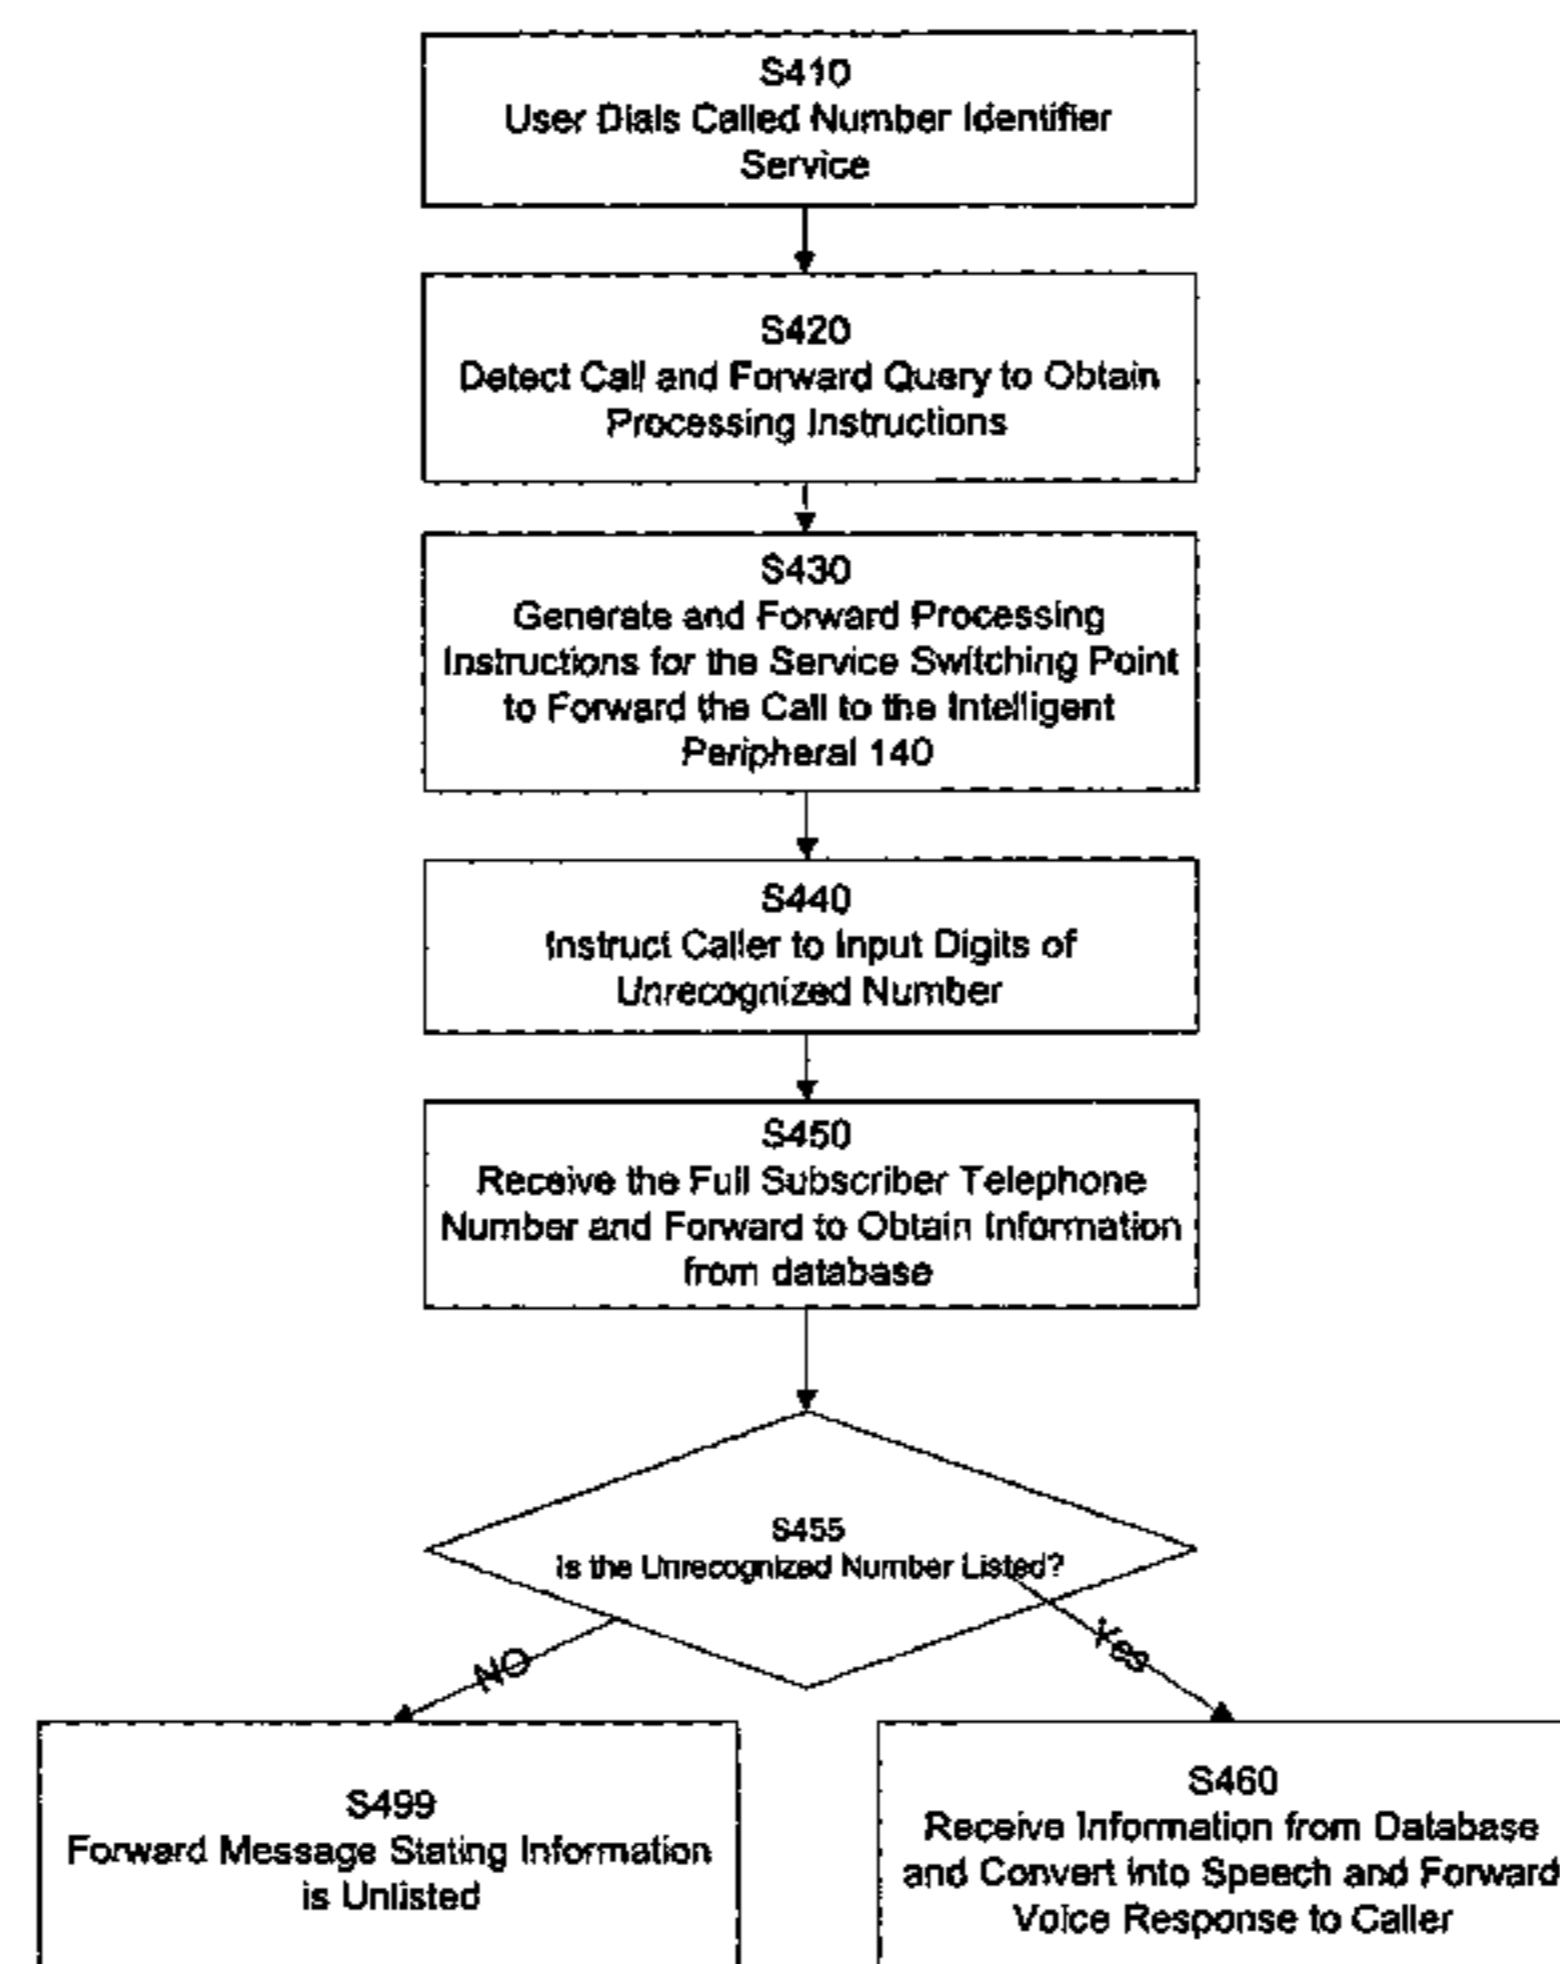 S410
User Dials Called Number Identifier
Service
S420
Detect Call and Forward Query to Obtain
Processing Instructions
S430
Generate and Forward Processing
Instructions for the Service Switching Point
to Forward the Call to the Intelligent
Peripheral 140
S440
Instruct Caller to Input Digits of
Unrecognized Number
S450
Receive the Full Subscriber Telephone
Number and Forward to Obtain Information
from database
S455
Is the Unrecognized Number Listed?
NO
Yes
S499
Forward Message Stating Information
is Unlisted
S460
Receive Information from Database
and Convert into Speech and Forward
Voice Response to Caller